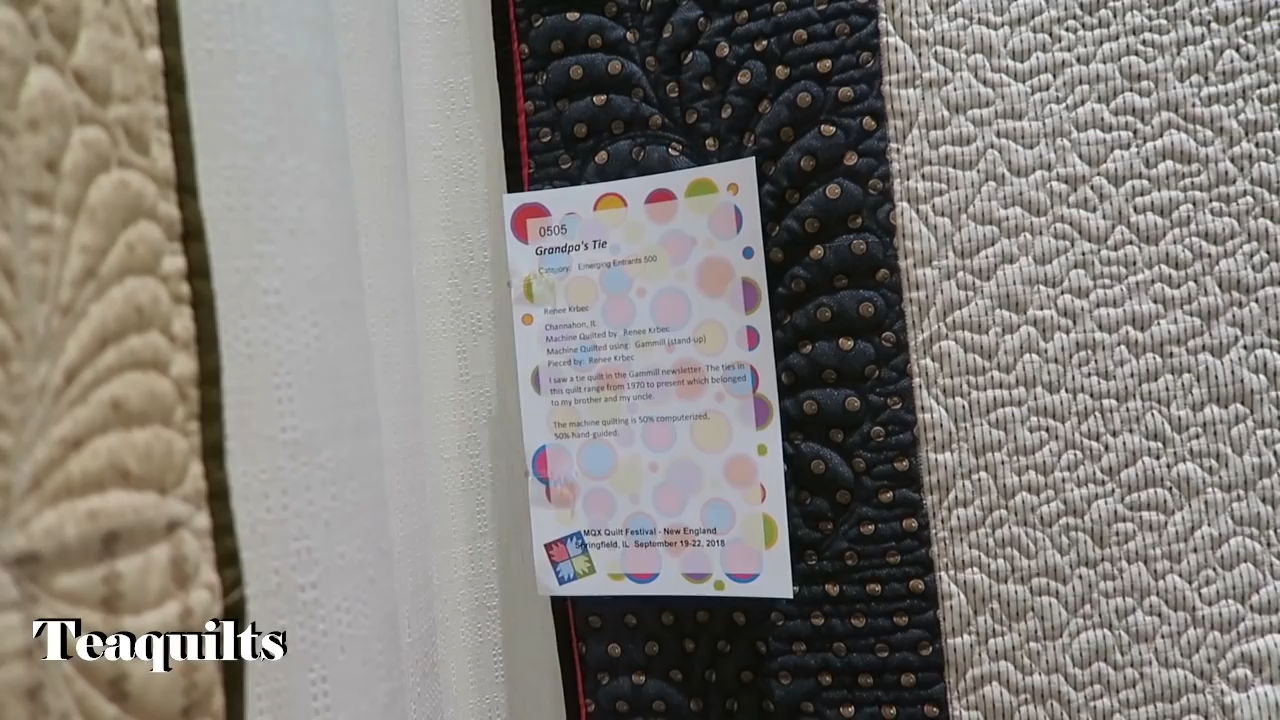 0505
Grandpa's Tie
Category: Emerging Entrants 500
Renee Krbec
Channahon, IL
Machine Quilted by: Renee Krbec
Machine Quilted using: Gammill (stand-up)
Pieced by: Renee Krbec
I saw a tie quilt in the Gammill newsletter. The ties in
this quilt range from 1970 to present which belonged
to my brother and my uncle.
The machine quilting is 50% computerized,
50% hand-guided.
MQX Quilt Festival - New England
Springfield, IL September 19-22, 2018
Teaquilts